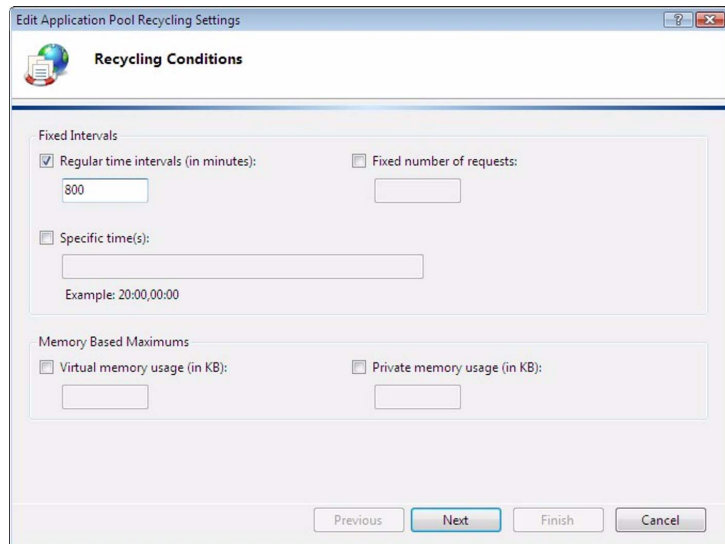 Edit Application Pool Recycling Settings
Recycling Conditions
Fixed Intervals
Regular time intervals (in minutes):
Fixed number of requests:
800
Specific time(s):
Example: 20:00,00:00
Memory Based Maximums
Virtual memory usage (in KB):
Private memory usage (in KB):
Previous
Next
Finish
Cancel